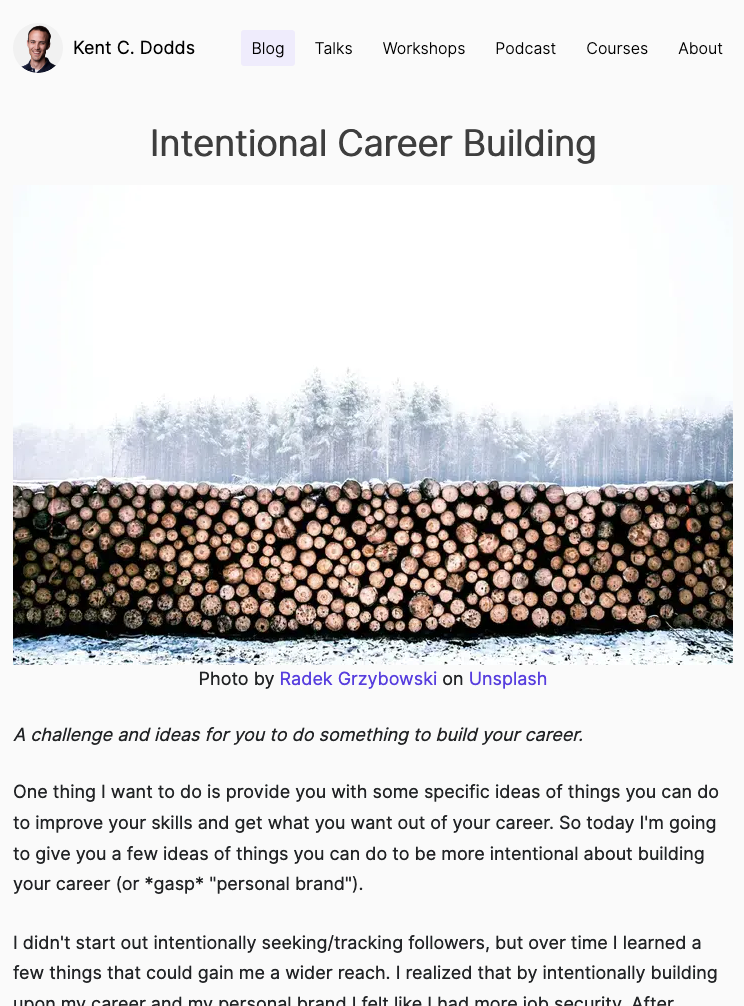 Kent C. Dodds
Blog
Talks
Workshops
Podcast
Courses
About
Intentional Career Building
Photo by Radek Grzybowski on Unsplash
A challenge and ideas for you to do something to build your career.
One thing I want to do is provide you with some specific ideas of things you can do
to improve your skills and get what you want out of your career. So today I'm going
to give you a few ideas of things you can do to be more intentional about building
your career (or *gasp* "personal brand").
I didn't start out intentionally seeking/tracking followers, but over time I learned a
few things that could gain me a wider reach. I realized that by intentionally building
upon my career and my personal brand I felt like I had more job security. After